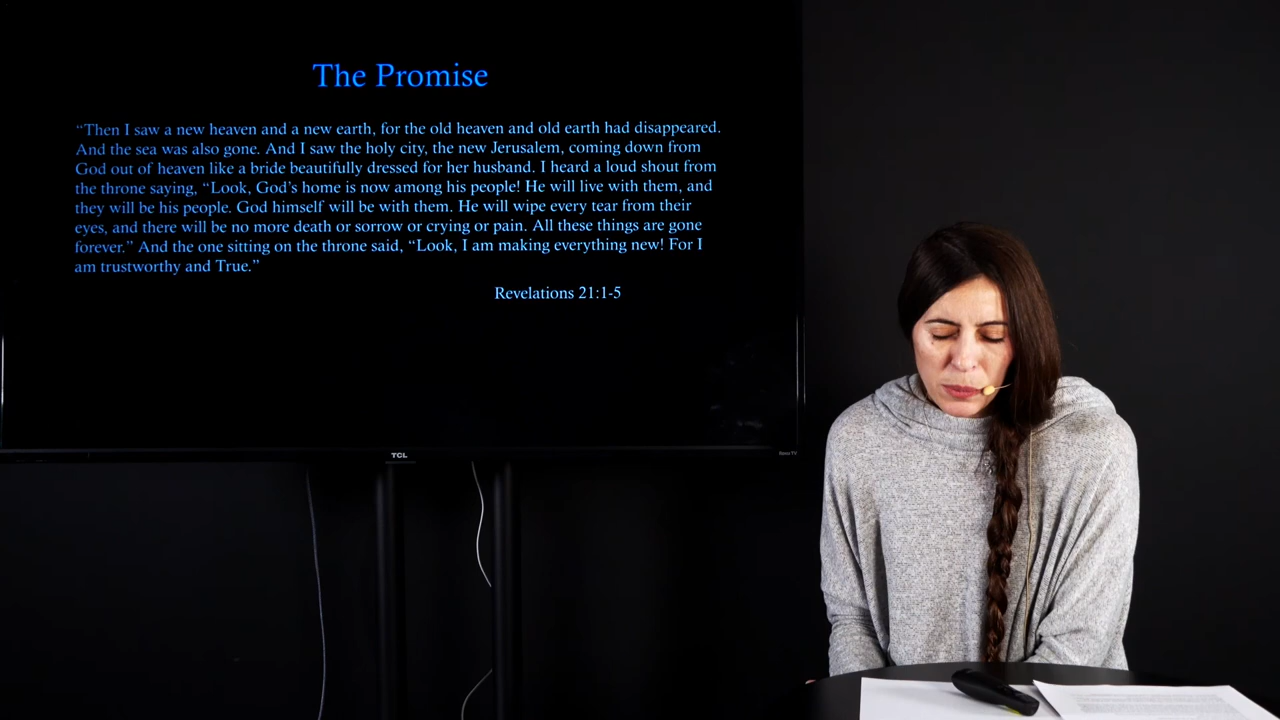 The Promise
“Then I saw a new heaven and a new earth, for the old heaven and old earth had disappeared.
And the sea was also gone. And I saw the holy city, the new Jerusalem, coming down from
God out of heaven like a bride beautifully dressed for her husband. I heard a loud shout from
the throne saying, “Look, God’s home is now among his people! He will live with them, and
they will be his people. God himself will be with them. He will wipe every tear from their
eyes, and there will be no more death or sorrow or crying or pain. All these things are gone
forever.” And the one sitting on the throne said, “Look, I am making everything new! For I
am trustworthy and True.”
Revelations 21:1-5
TCL
Roku TV